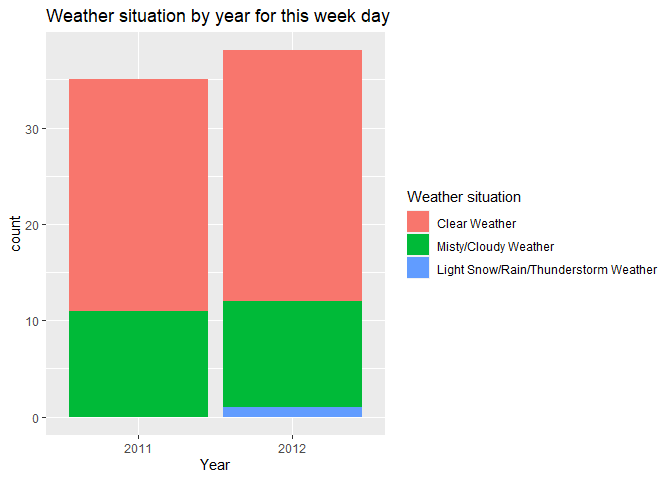 Weather situation by year for this week day
count
30
20
10
0
2011
2012
Year
Weather situation
Clear Weather
Misty/Cloudy Weather
Light Snow/Rain/Thunderstorm Weather